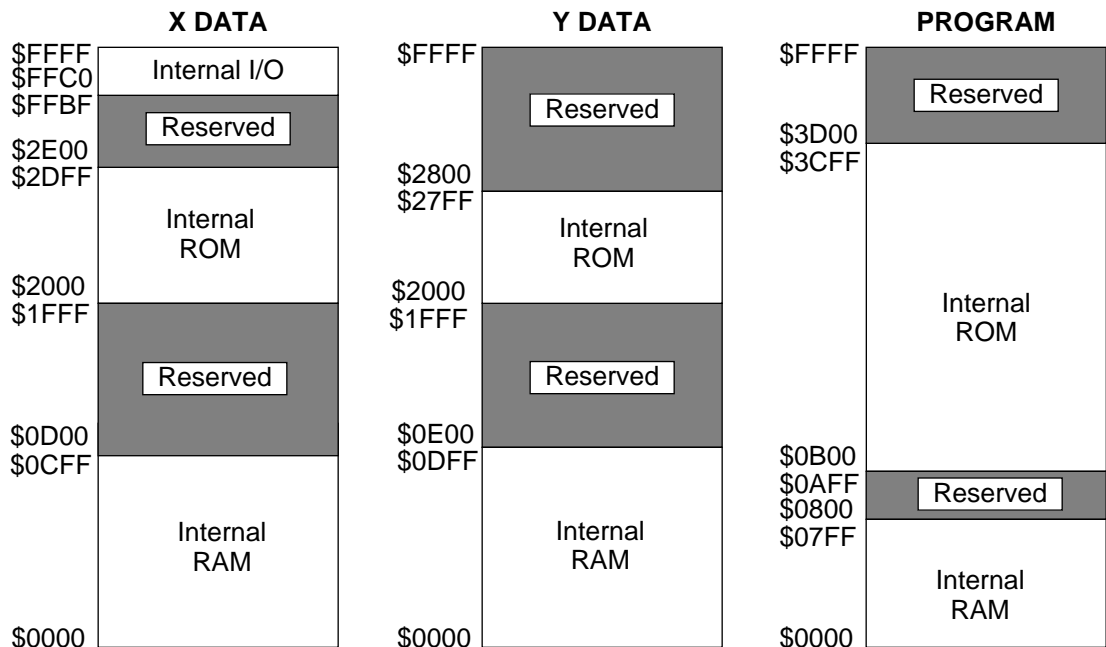 X DATA
$FFFF
$FFC0
Internal I/O
$FFBF
Reserved
$2E00
$2DFF
Internal
ROM
$2000
$1FFF
Reserved
$0D00
$0CFF
Internal
RAM
$0000
Y DATA
$FFFF
Reserved
$2800
$27FF
Internal
ROM
$2000
$1FFF
Reserved
$0E00
$0DFF
Internal
RAM
$0000
PROGRAM
$FFFF
Reserved
$3D00
$3CFF
Internal
ROM
$0B00
$0AFF
Reserved
$0800
$07FF
Internal
RAM
$0000